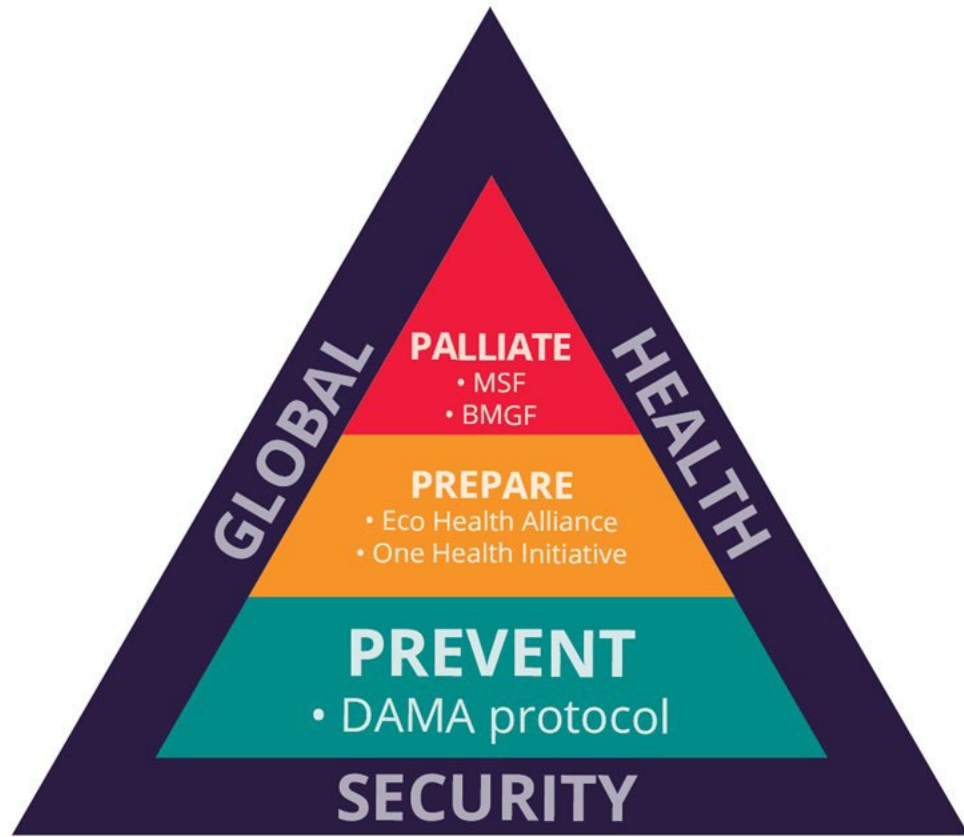 GLOBAL
HEALTH
PALLIATE
• MSF
• BMGF
PREPARE
• Eco Health Alliance
• One Health Initiative
PREVENT
• DAMA protocol
SECURITY